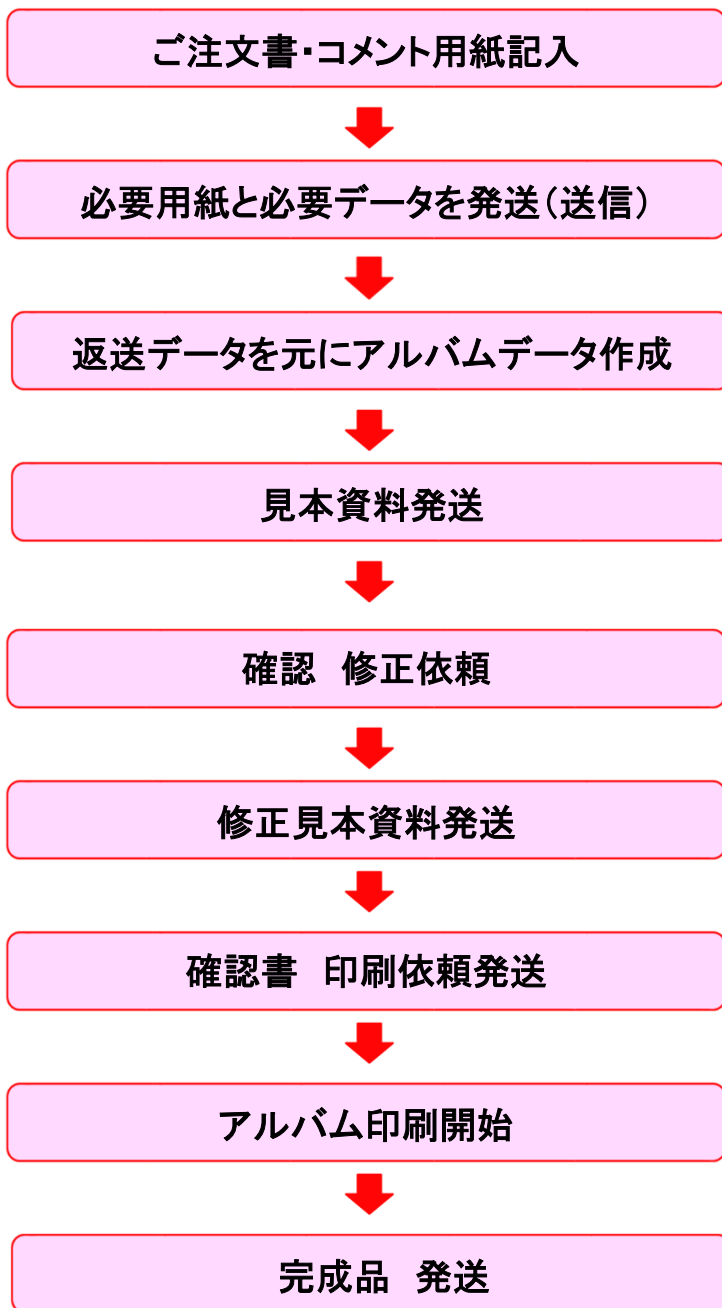 ご注文書・コメント用紙記入
必要用紙と必要データを発送（送信）
返送データを元にアルバムデータ作成
見本資料発送
確認　修正依頼
修正見本資料発送
確認書　印刷依頼発送
アルバム印刷開始
完成品　発送